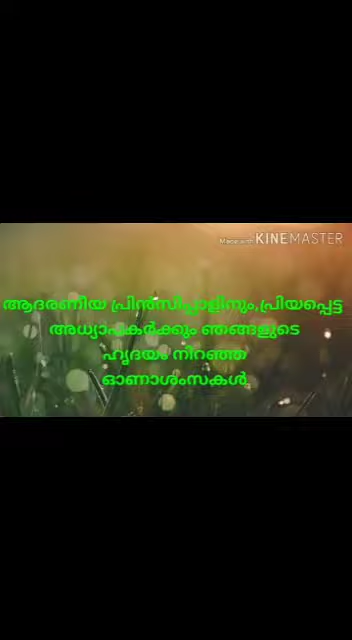 Made with KINEMASTER
ആദരണീയ പ്രിൻസിപ്പാളിനും,പ്രിയപ്പെട്ട
അധ്യാപകർക്കും ഞങ്ങളുടെ
ഹൃദയം നിറഞ്ഞ
ഓണാശംസകൾ